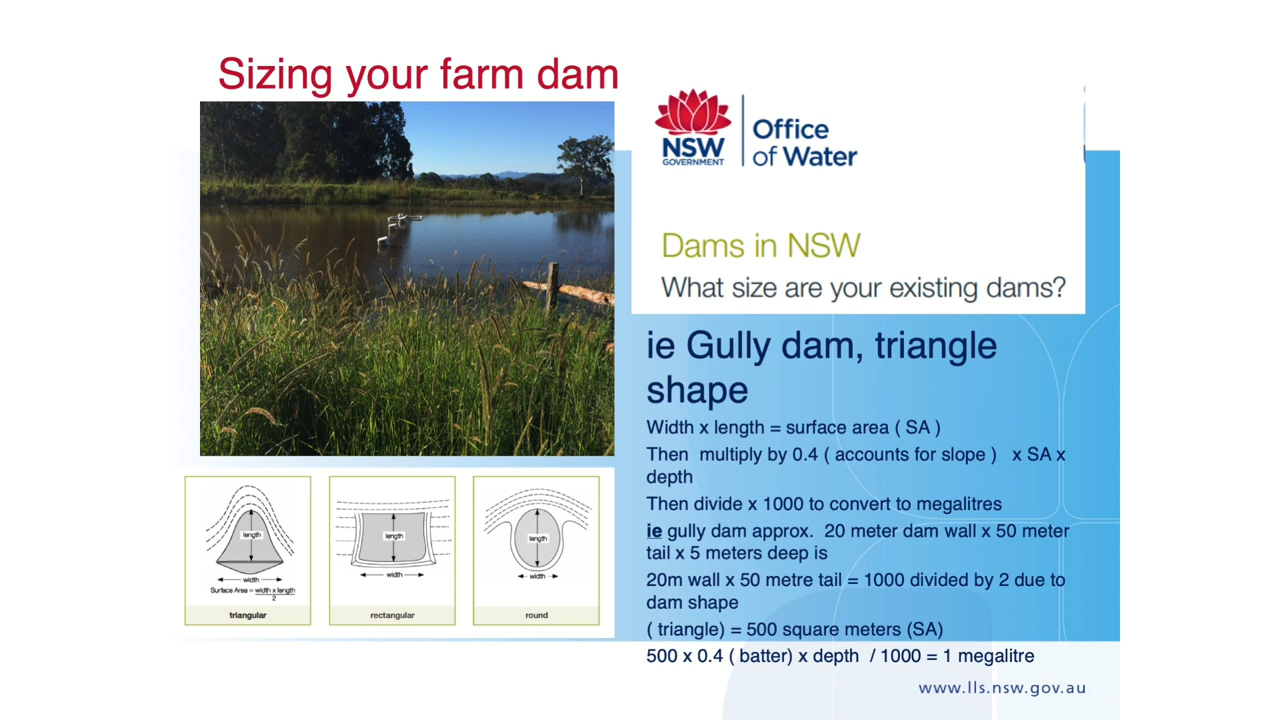 Sizing your farm dam
NSW
GOVERNMENT
Office
of Water
Dams in NSW
What size are your existing dams?
ie Gully dam, triangle
shape
Width x length = surface area ( SA )
Then multiply by 0.4 ( accounts for slope ) x SA x
depth
Then divide x 1000 to convert to megalitres
ie gully dam approx. 20 meter dam wall x 50 meter
tail x 5 meters deep is
20m wall x 50 metre tail = 1000 divided by 2 due to
dam shape
( triangle) = 500 square meters (SA)
500 x 0.4 ( batter) x depth / 1000 = 1 megalitre
length
width
Surface Area = width x length
2
triangular
length
width
rectangular
length
width
round
www.lls.nsw.gov.au